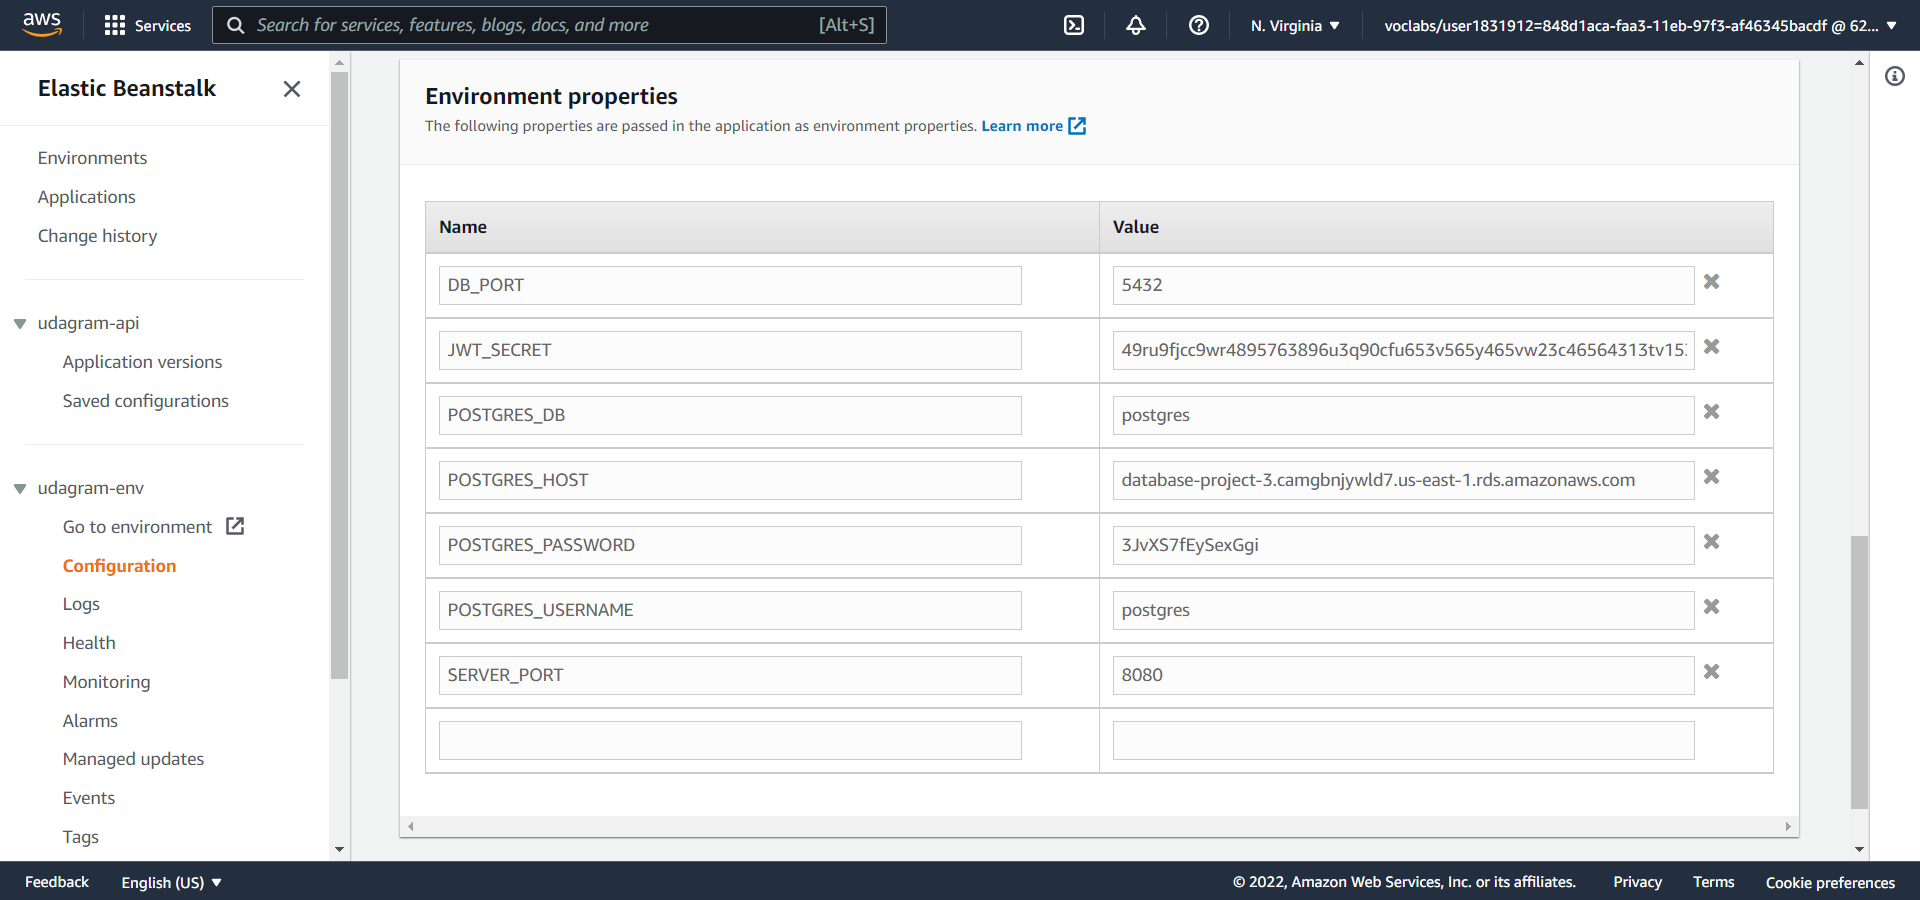 aws
Services
Search for services, features, blogs, docs, and more
[Alt+S]
N. Virginia
voclabs/user1831912=848d1aca-faa3-11eb-97f3-af46345bacdf @ 62...
Elastic Beanstalk
Environments
Applications
Change history
udagram-api
Application versions
Saved configurations
udagram-env
Go to environment
Configuration
Logs
Health
Monitoring
Alarms
Managed updates
Events
Tags
Environment properties
The following properties are passed in the application as environment properties. Learn more
Name Value
DB_PORT 5432
JWT_SECRET 49ru9fjcc9wr4895763896u3q90cfu653v565y465vw23c46564313tv15
POSTGRES_DB postgres
POSTGRES_HOST database-project-3.camgbnjywld7.us-east-1.rds.amazonaws.com
POSTGRES_PASSWORD 3JvXS7fEySexGgi
POSTGRES_USERNAME postgres
SERVER_PORT 8080
Feedback
English (US)
© 2022, Amazon Web Services, Inc. or its affiliates.
Privacy
Terms
Cookie preferences